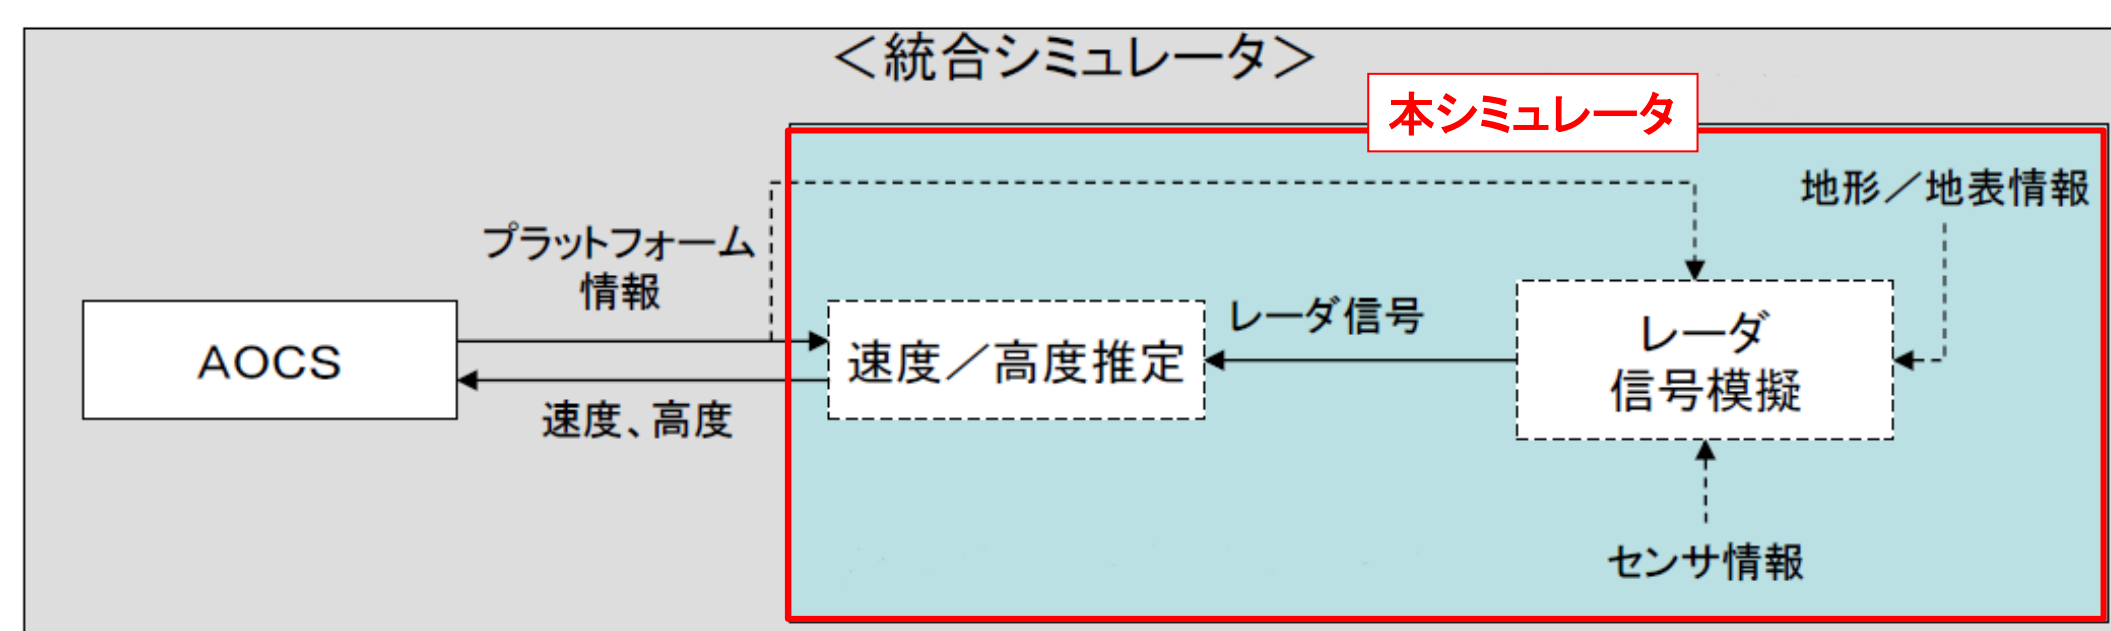 ＜統合シミュレータ＞
本シミュレータ
地形／地表情報
プラットフォーム
情報
AOCS
速度／高度推定
レーダ信号
レーダ
信号模擬
速度、高度
センサ情報